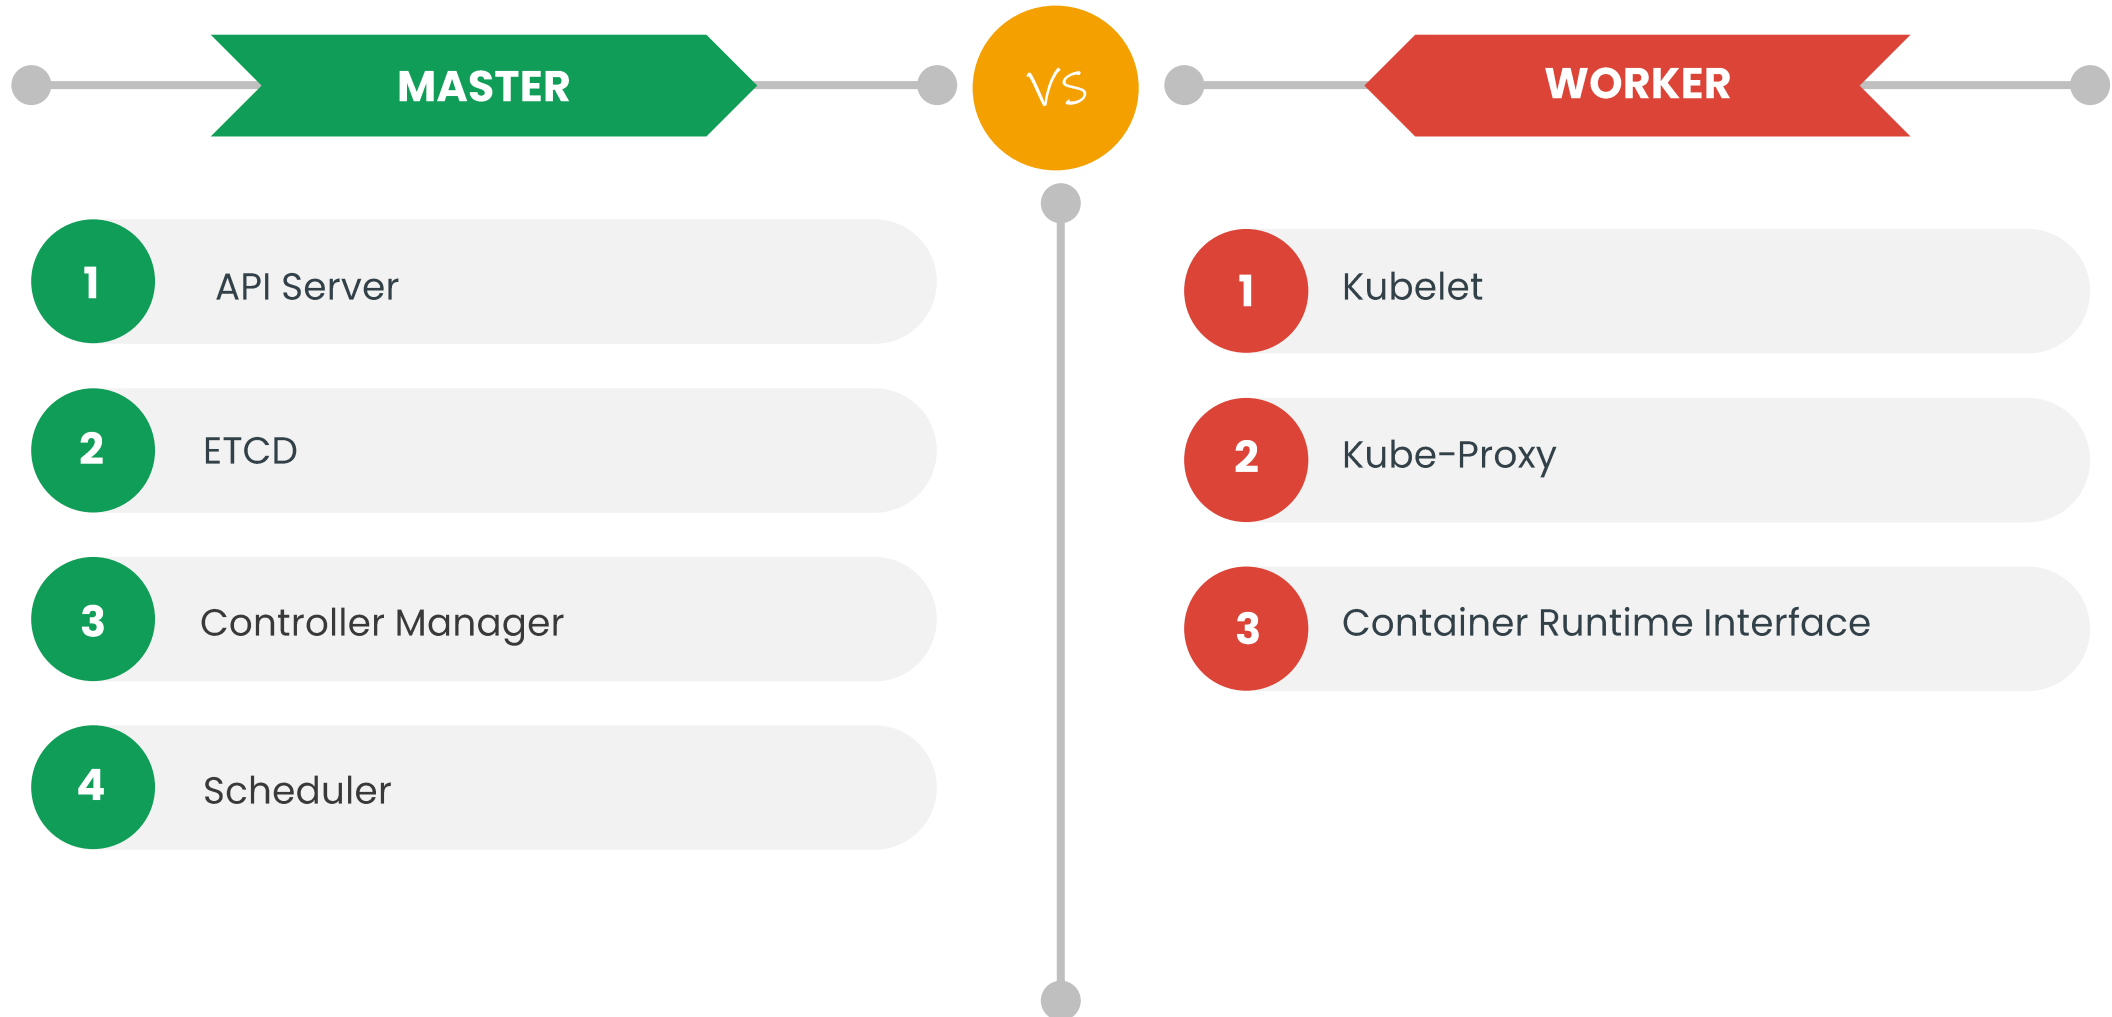 MASTER
VS
WORKER
1
API Server
2
ETCD
3
Controller Manager
4
Scheduler
1
Kubelet
2
Kube-Proxy
3
Container Runtime Interface